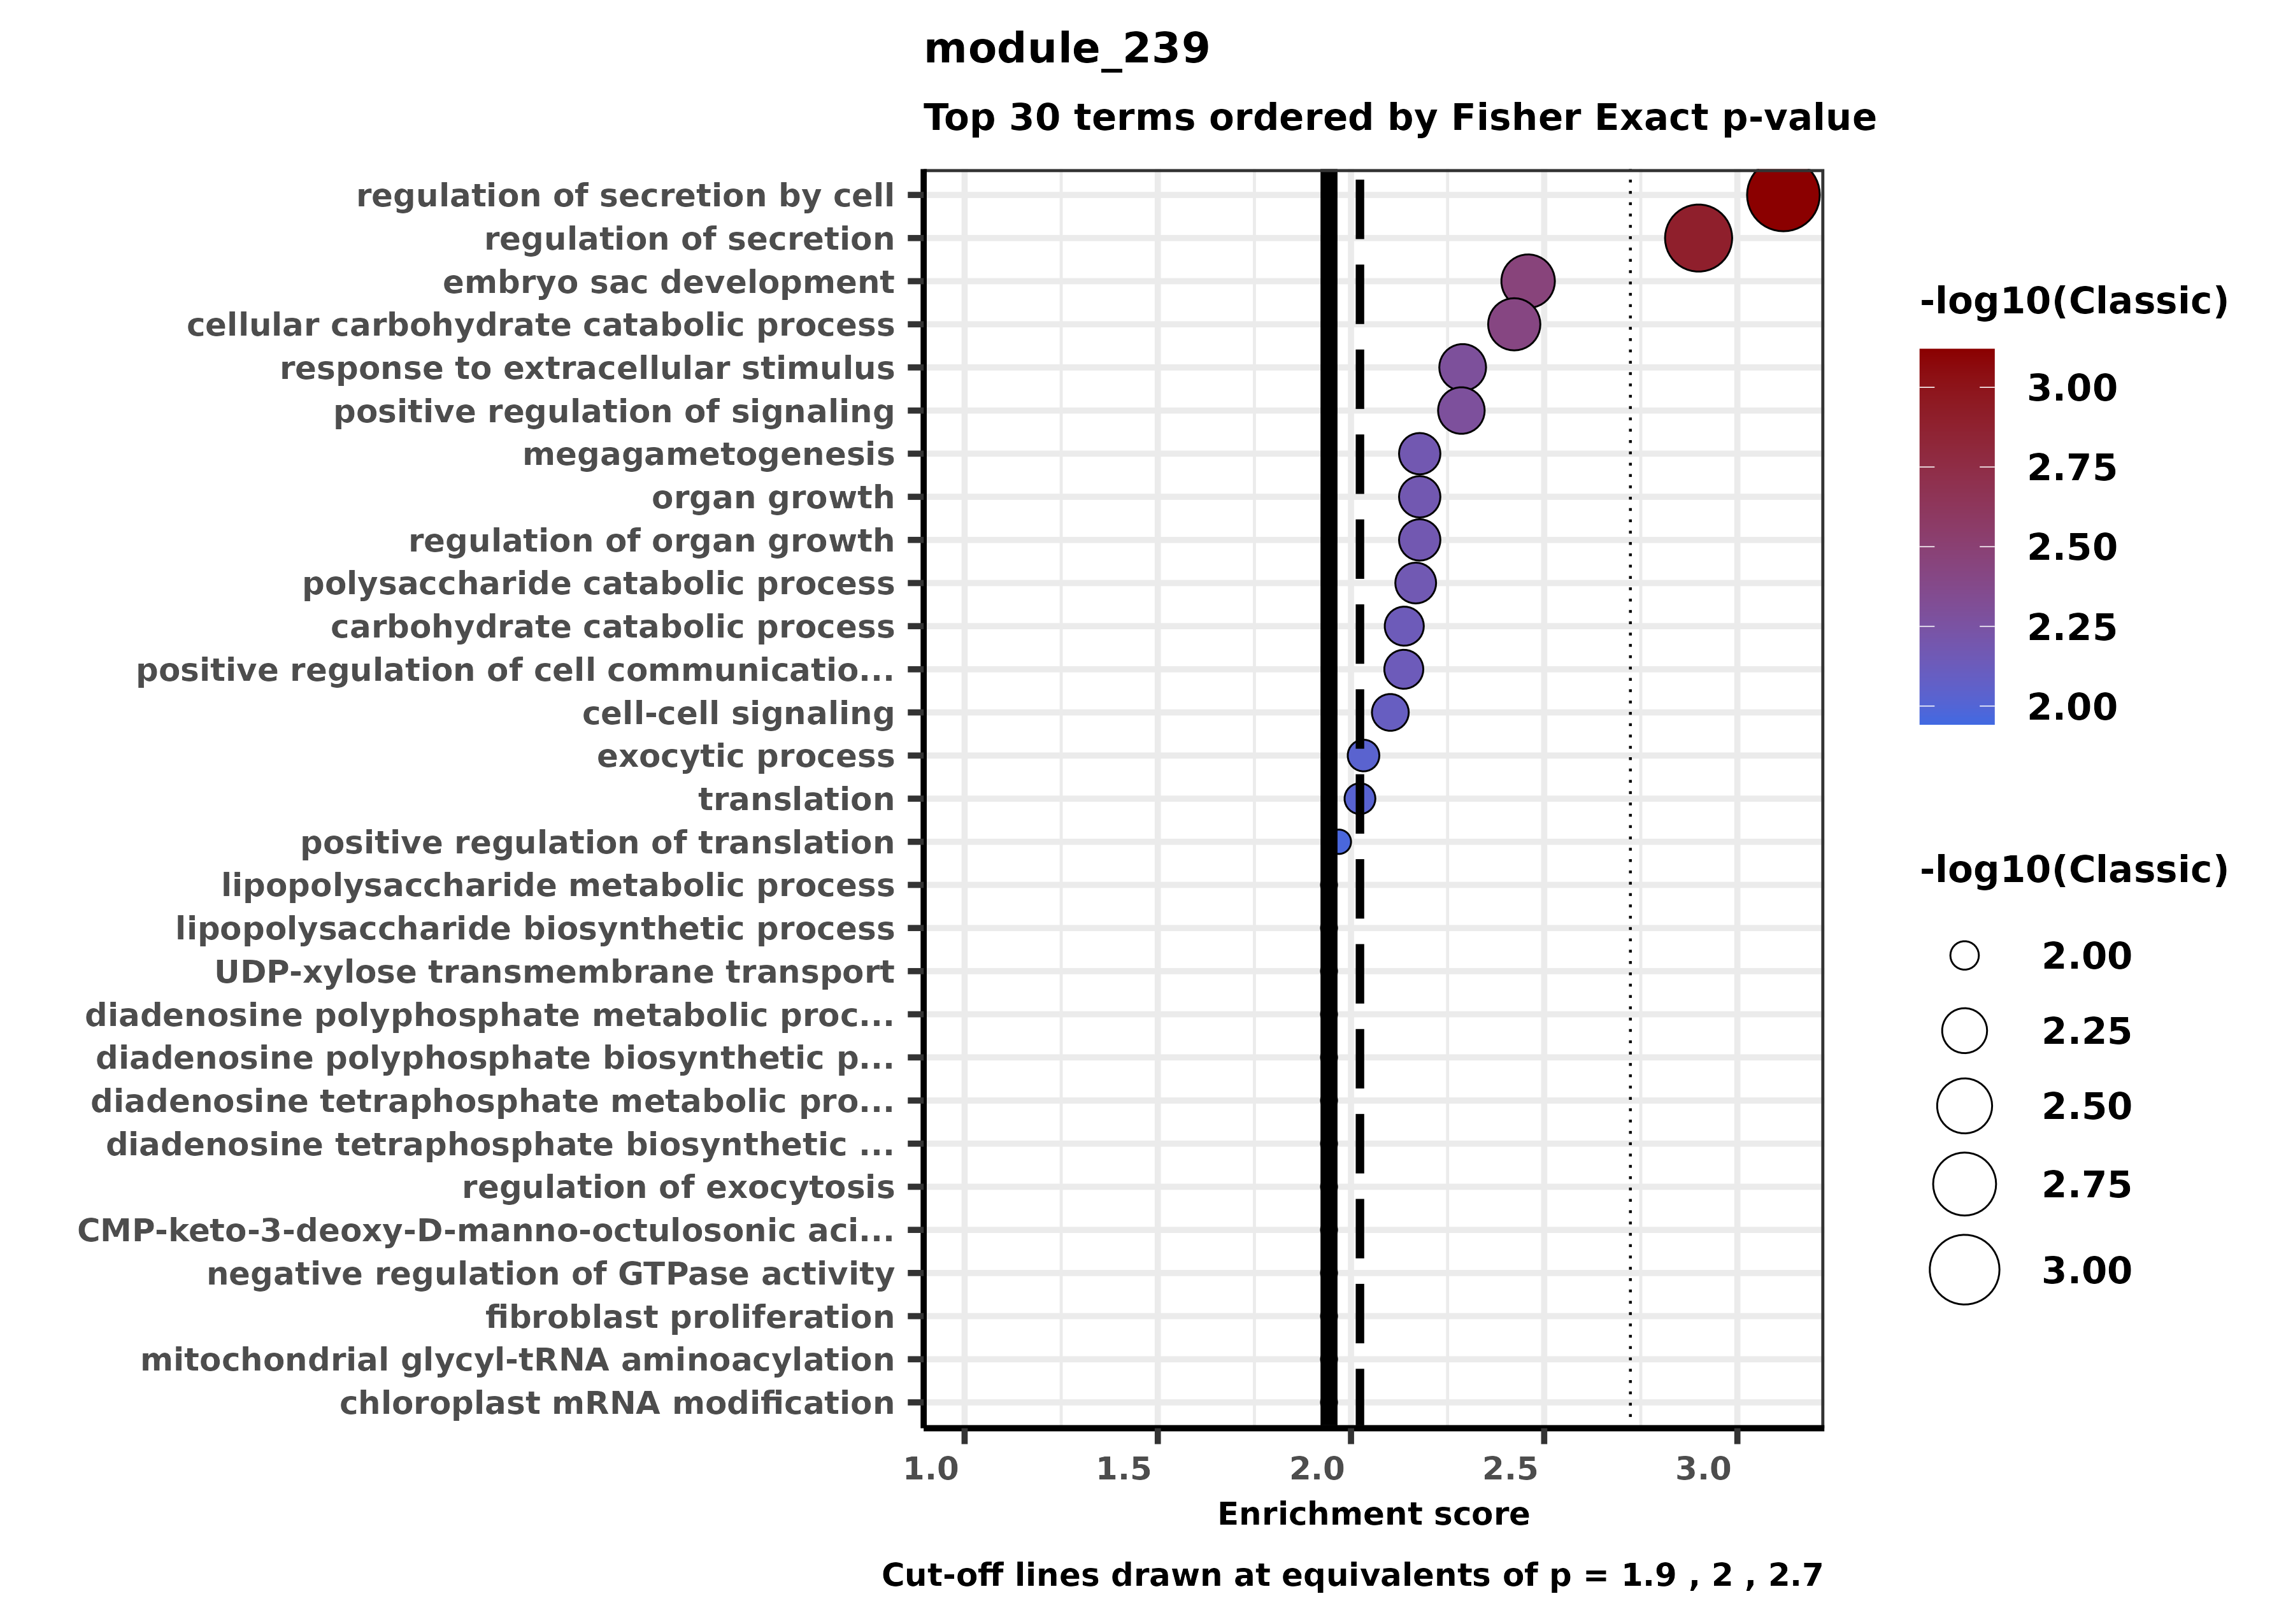 module_239
Top 30 terms ordered by Fisher Exact p-value
regulation of secretion by cell
regulation of secretion
embryo sac development
cellular carbohydrate catabolic process
response to extracellular stimulus
positive regulation of signaling
megagametogenesis
organ growth
regulation of organ growth
polysaccharide catabolic process
carbohydrate catabolic process
positive regulation of cell communicatio...
cell-cell signaling
exocytic process
translation
positive regulation of translation
lipopolysaccharide metabolic process
lipopolysaccharide biosynthetic process
UDP-xylose transmembrane transport
diadenosine polyphosphate metabolic proc...
diadenosine polyphosphate biosynthetic p...
diadenosine tetraphosphate metabolic pro...
diadenosine tetraphosphate biosynthetic ...
regulation of exocytosis
CMP-keto-3-deoxy-D-manno-octulosonic aci...
negative regulation of GTPase activity
fibroblast proliferation
mitochondrial glycyl-tRNA aminoacylation
chloroplast mRNA modification
1.0 1.5 2.0 2.5 3.0
Enrichment score
Cut-off lines drawn at equivalents of p = 1.9 , 2 , 2.7
-log10(Classic)
3.00
2.75
2.50
2.25
2.00
-log10(Classic)
2.00
2.25
2.50
2.75
3.00